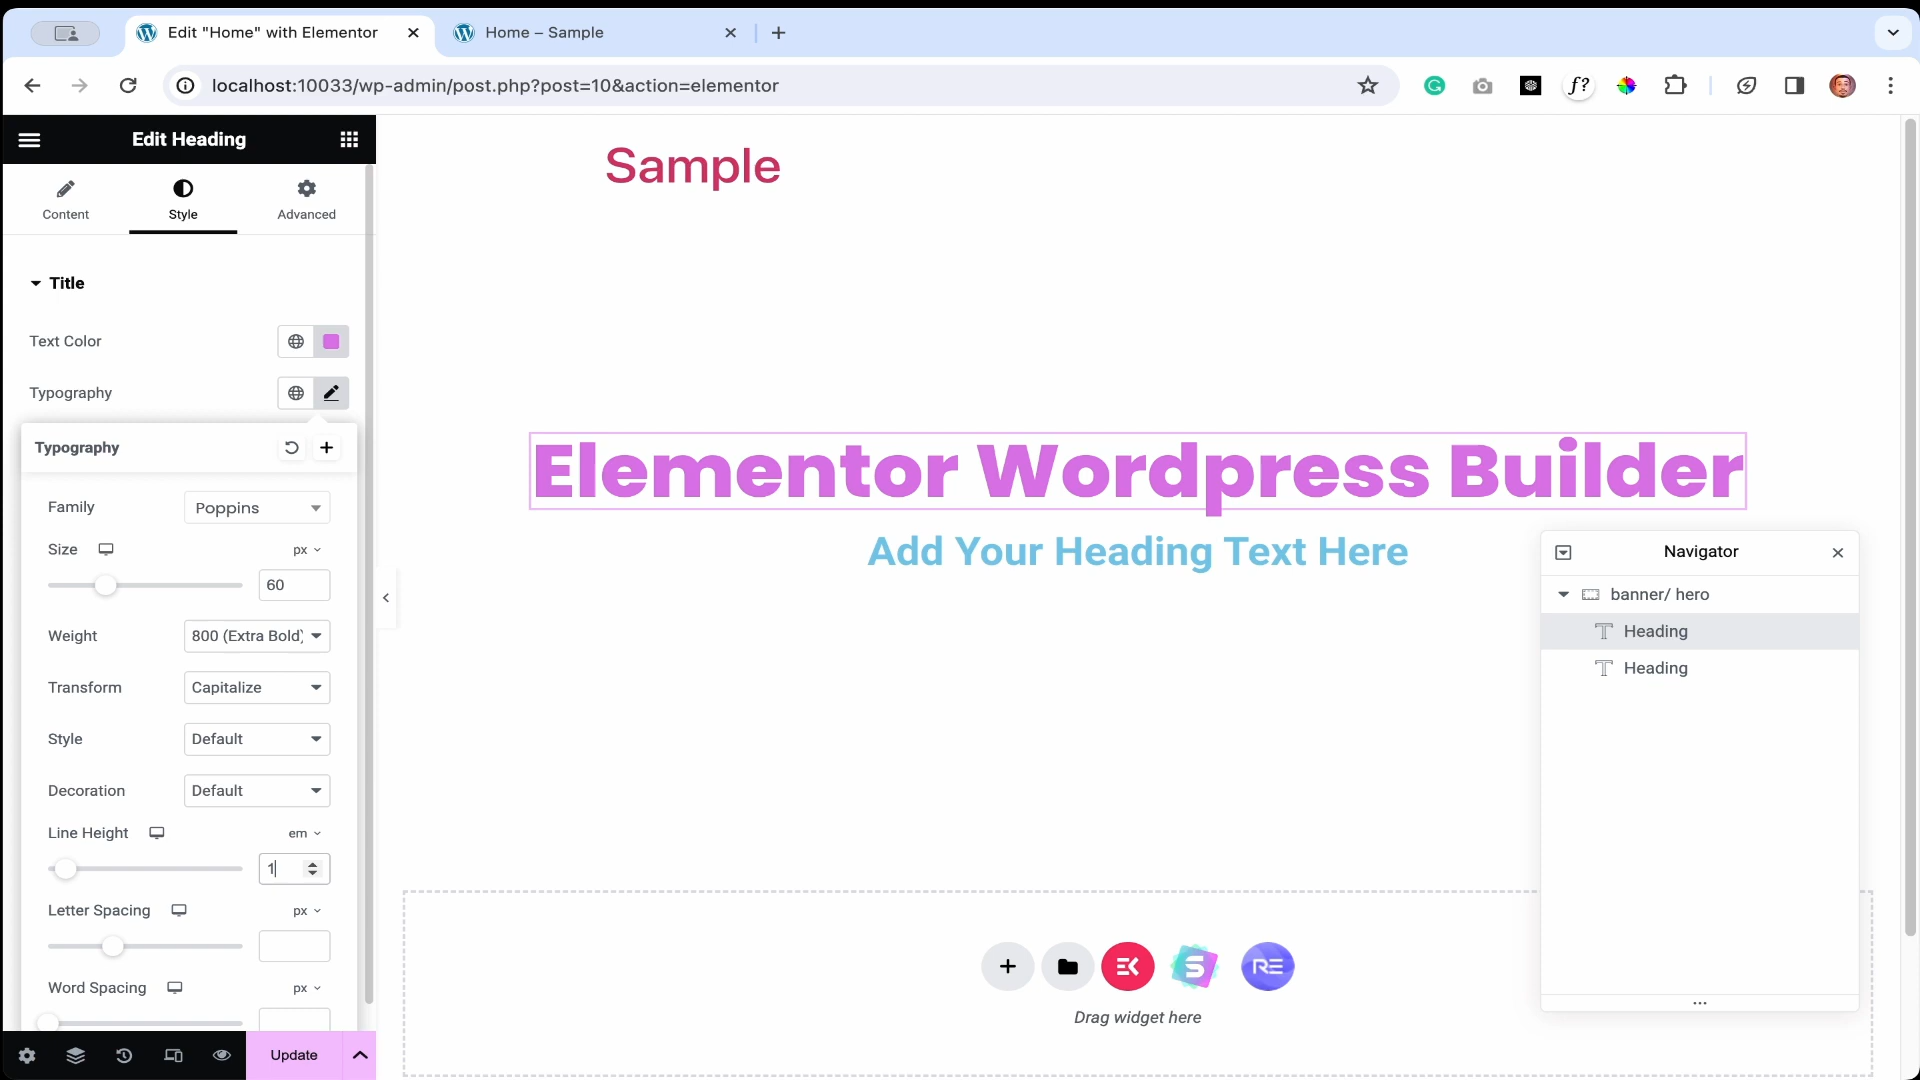 Edit "Home" with Elementor
Home – Sample
localhost:10033/wp-admin/post.php?post=10&action=elementor
f?
Edit Heading
Content
Style
Advanced
Title
Text Color
Typography
Typography
Family
Poppins
Size
px
60
Weight
800 (Extra Bold)
Transform
Capitalize
Style
Default
Decoration
Default
Line Height
em
1
Letter Spacing
px
Word Spacing
px
Update
Sample
Elementor Wordpress Builder
Add Your Heading Text Here
Navigator
banner/ hero
Heading
Heading
S
RE
Drag widget here